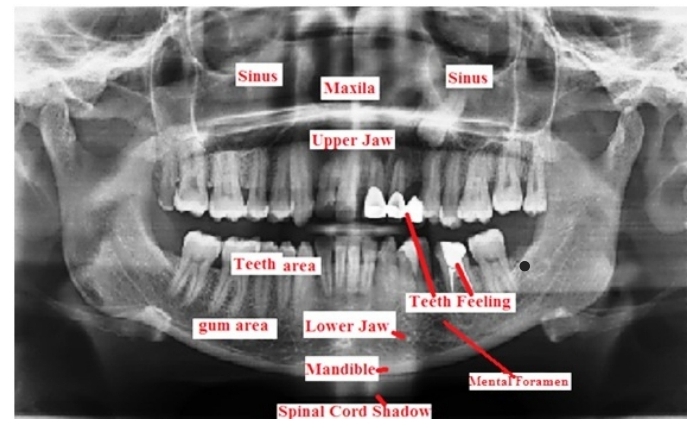 Sinus
Sinus
Maxila
Upper Jaw
Teeth area
Teeth Feeling
gum area
Lower Jaw
Mandible
Mental Foramen
Spinal Cord Shadow